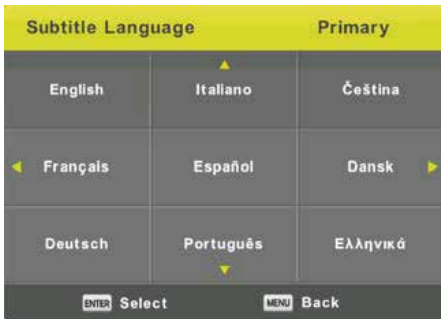 Subtitle Language Primary
English Italiano Čeština
Français Español Dansk
Deutsch Português Ελληνικά
ENTER Select MENU Back